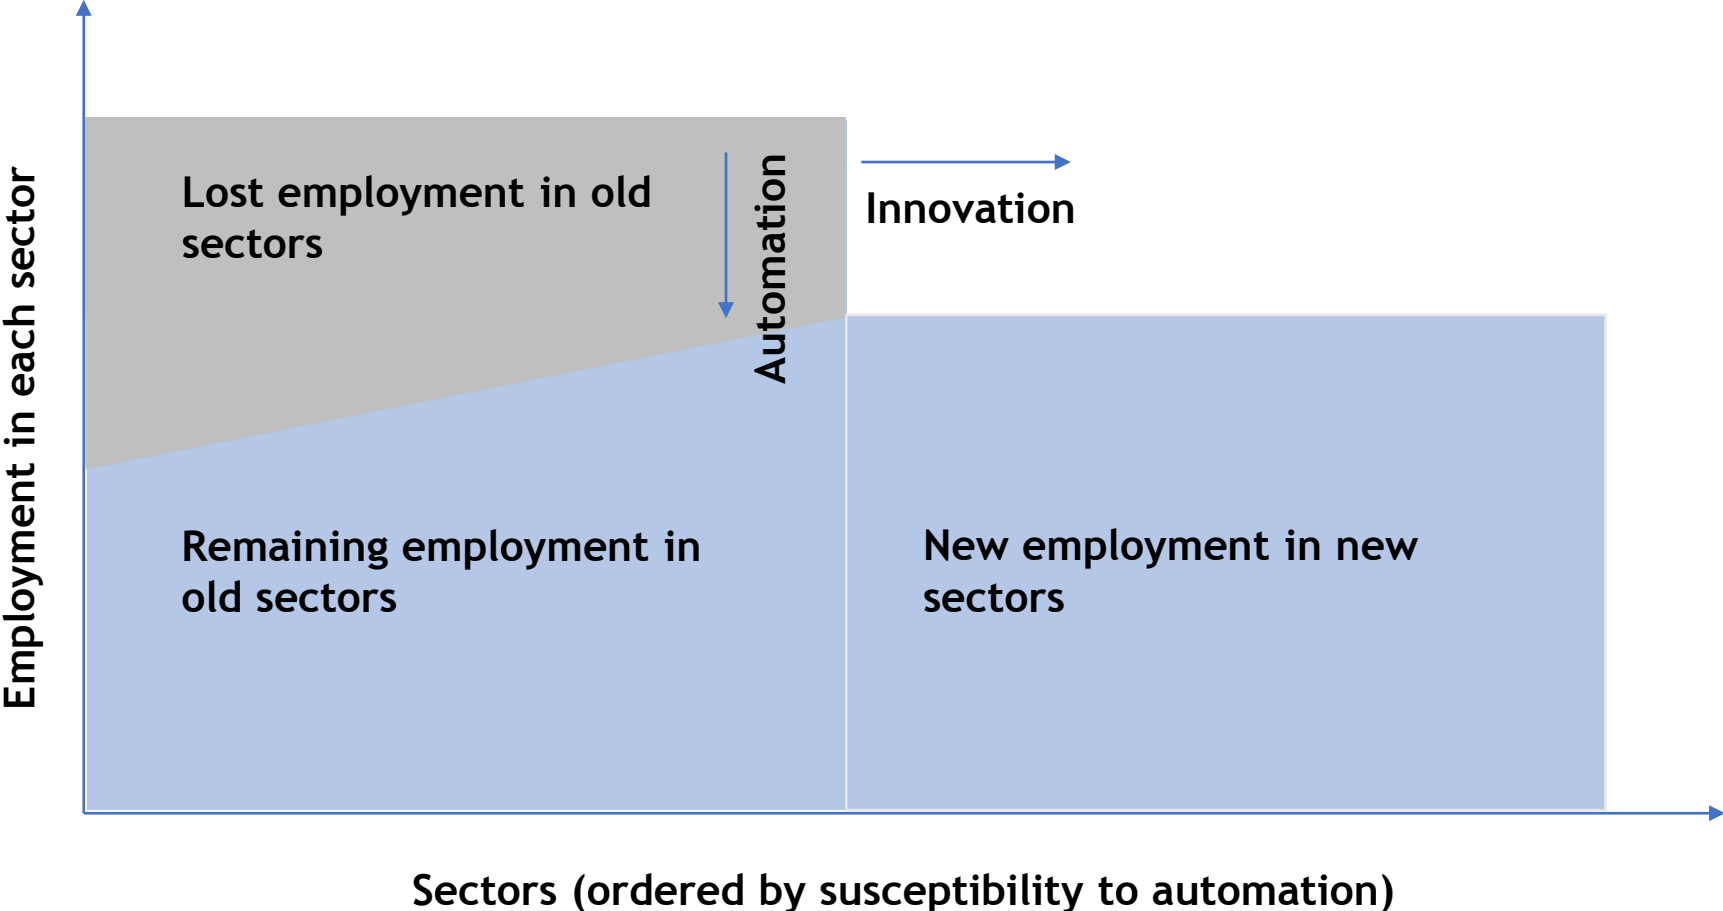 Employment in each sector
Lost employment in old
sectors
Automation
Innovation
Remaining employment in
old sectors
New employment in new
sectors
Sectors (ordered by susceptibility to automation)